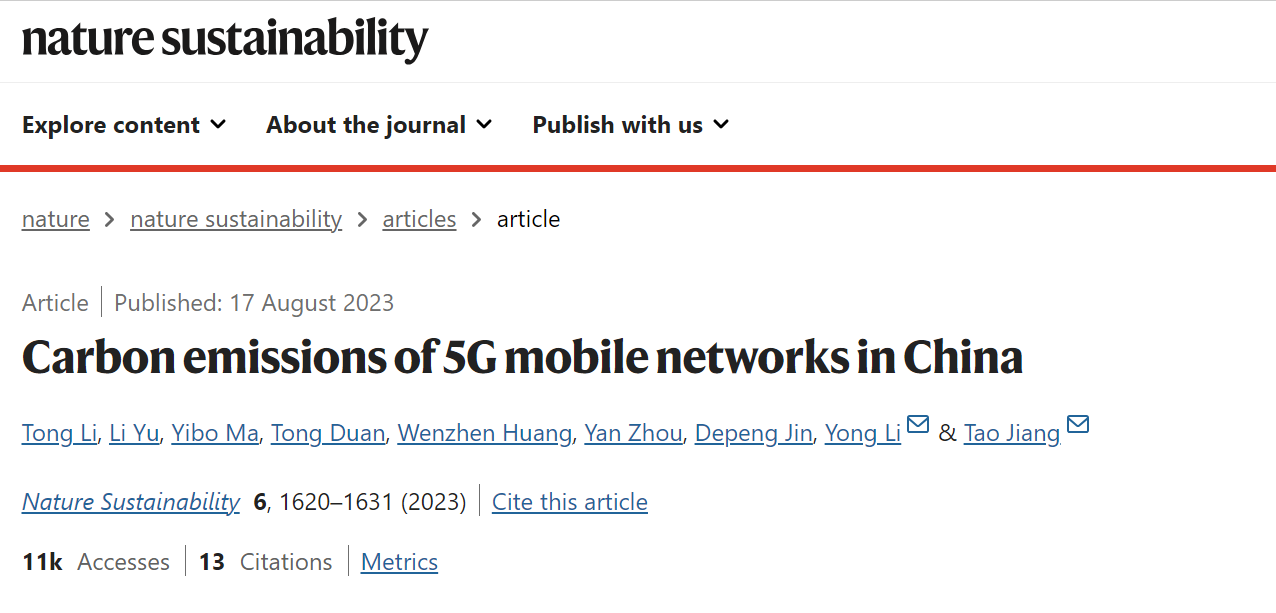 nature sustainability
Explore content About the journal Publish with us
nature > nature sustainability > articles > article
Article | Published: 17 August 2023
Carbon emissions of 5G mobile networks in China
Tong Li, Li Yu, Yibo Ma, Tong Duan, Wenzhen Huang, Yan Zhou, Depeng Jin, Yong Li & Tao Jiang
Nature Sustainability 6, 1620–1631 (2023) | Cite this article
11k Accesses | 13 Citations | Metrics